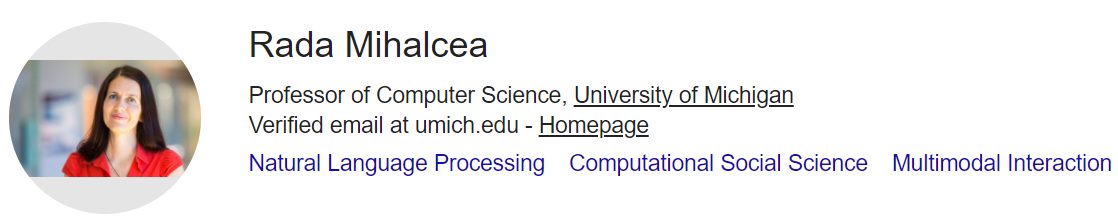 Rada Mihalcea
Professor of Computer Science, University of Michigan
Verified email at umich.edu - Homepage
Natural Language Processing Computational Social Science Multimodal Interaction